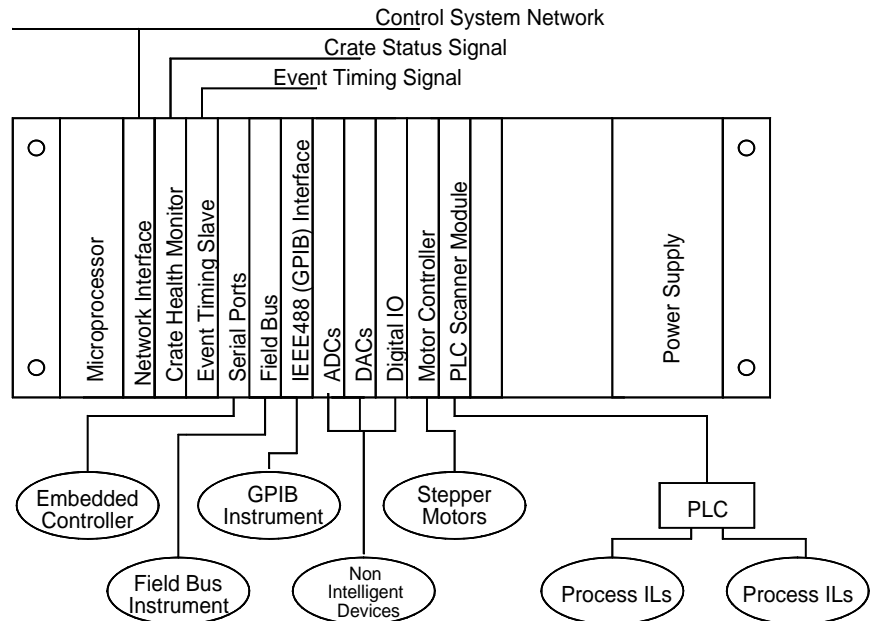 Control System Network
Crate Status Signal
Event Timing Signal
Microprocessor
Network Interface
Crate Health Monitor
Event Timing Slave
Serial Ports
Field Bus
IEEE488 (GPIB) Interface
ADCs
DACs
Digital IO
Motor Controller
PLC Scanner Module
Power Supply
Embedded
Controller
GPIB
Instrument
Stepper
Motors
PLC
Field Bus
Instrument
Non
Intelligent
Devices
Process ILs
Process ILs